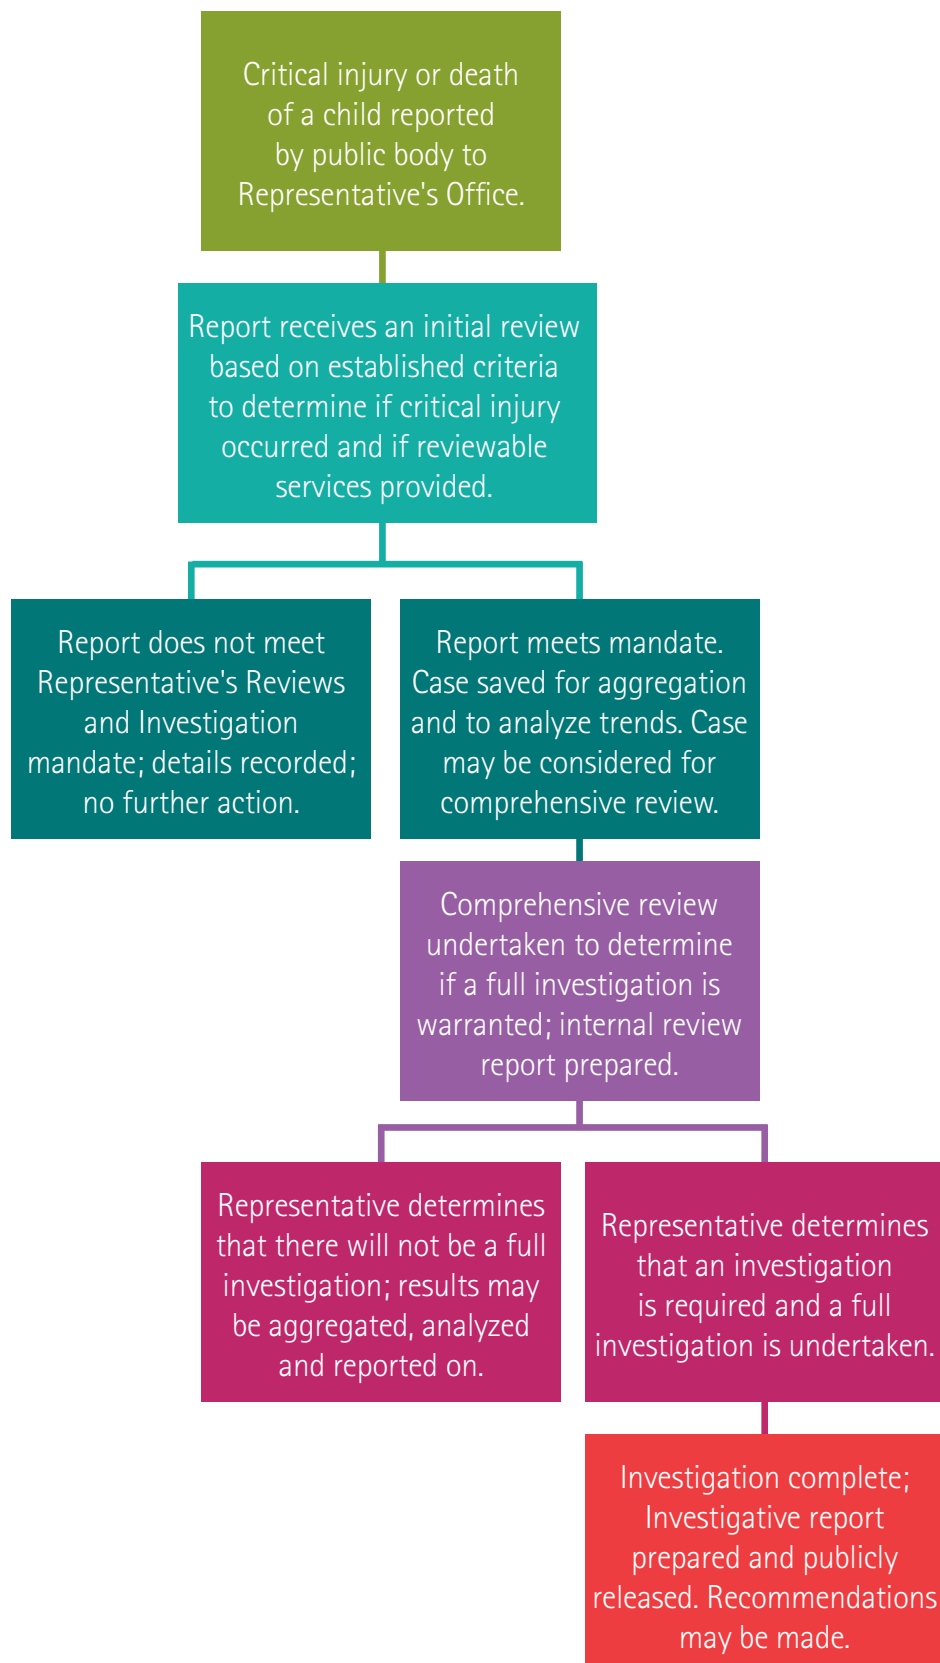 Critical injury or death
of a child reported
by public body to
Representative's Office.
Report receives an initial review
based on established criteria
to determine if critical injury
occurred and if reviewable
services provided.
Report does not meet
Representative's Reviews
and Investigation
mandate; details recorded;
no further action.
Report meets mandate.
Case saved for aggregation
and to analyze trends. Case
may be considered for
comprehensive review.
Comprehensive review
undertaken to determine
if a full investigation is
warranted; internal review
report prepared.
Representative determines
that there will not be a full
investigation; results may
be aggregated, analyzed
and reported on.
Representative determines
that an investigation
is required and a full
investigation is undertaken.
Investigation complete;
Investigative report
prepared and publicly
released. Recommendations
may be made.